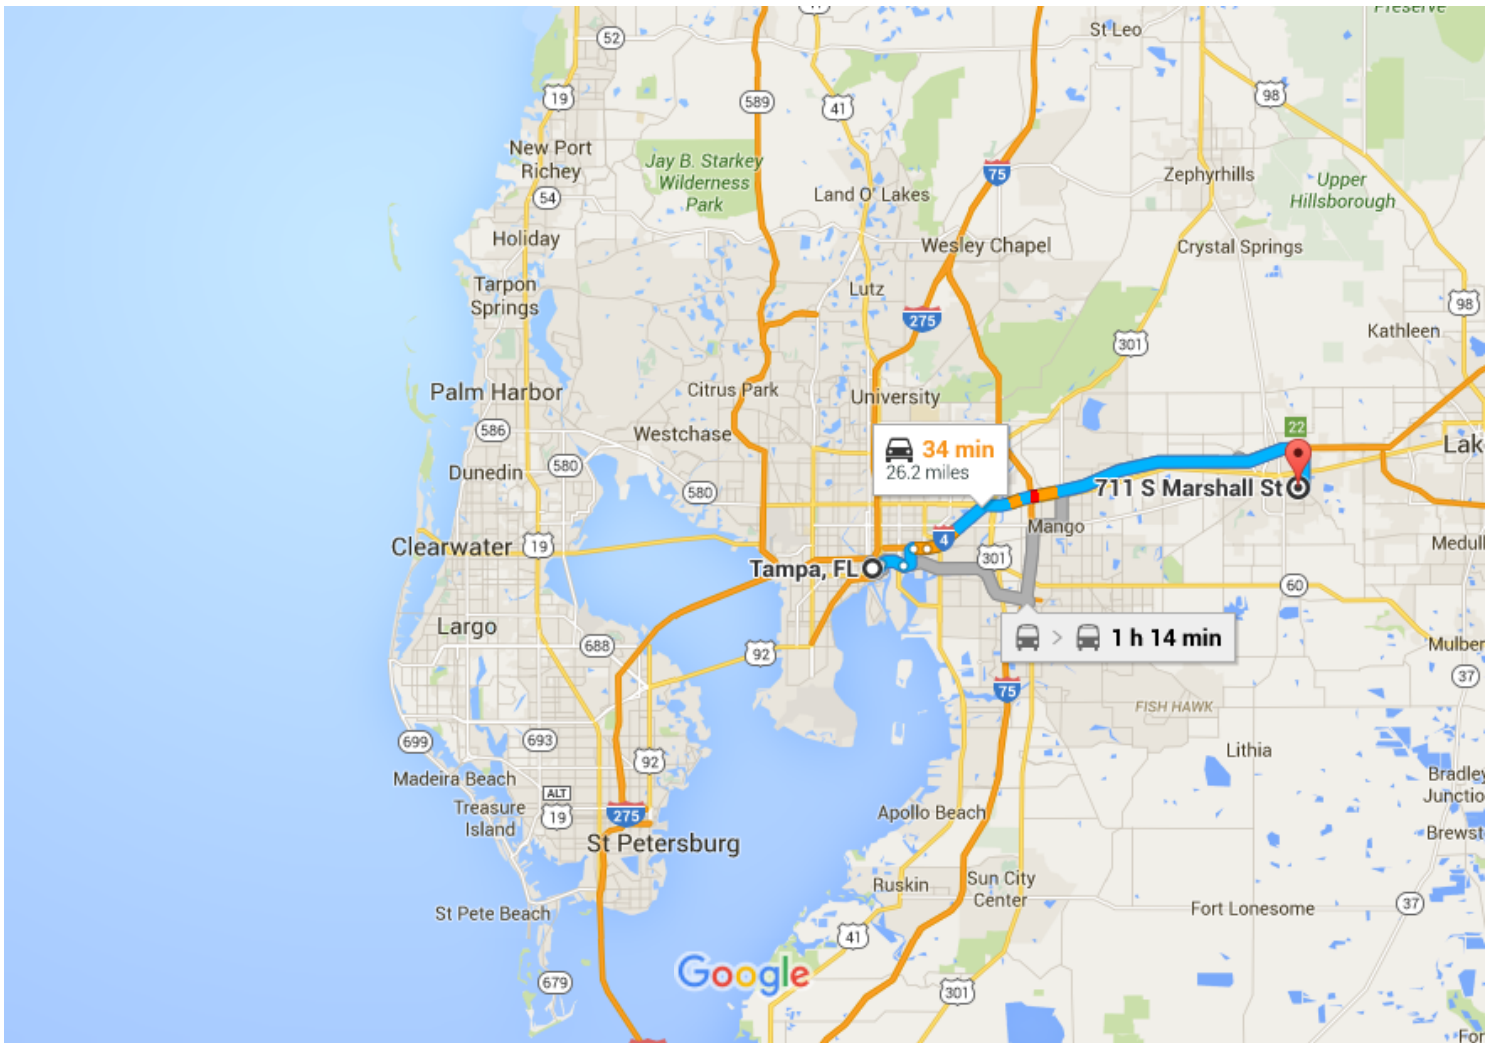 41
Preserve
St Leo
52
19
589
41
98
New Port
Richey
Jay B. Starkey
Wilderness
Park
75
Zephyrhills
Upper
Hillsborough
54
Land O' Lakes
Holiday
Wesley Chapel
Crystal Springs
Tarpon
Springs
Lutz
275
98
301
Kathleen
Palm Harbor
Citrus Park
University
586
Westchase
22
34 min
26.2 miles
Lak
Dunedin
580
580
711 S Marshall St
Mango
Clearwater
19
4
301
Medull
Tampa, FL
60
Largo
688
92
1 h 14 min
Mulber
75
37
FISH HAWK
699
693
92
Lithia
Madeira Beach
ALT
19
Treasure
Island
275
Apollo Beach
Bradley
Junctio
St Petersburg
Brewst
Ruskin
Sun City
Center
St Pete Beach
Fort Lonesome
37
41
Google
679
301
For